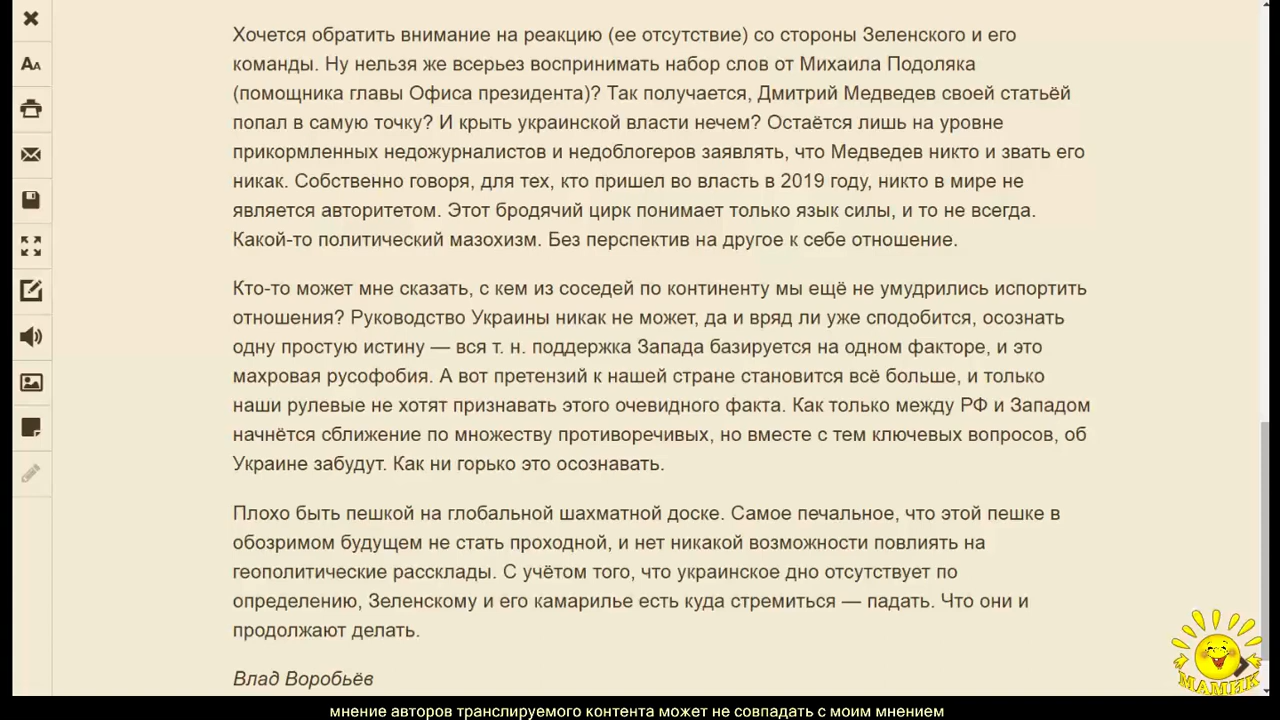 Хочется обратить внимание на реакцию (ее отсутствие) со стороны Зеленского и его
команды. Ну нельзя же всерьез воспринимать набор слов от Михаила Подоляка
(помощника главы Офиса президента)? Так получается, Дмитрий Медведев своей статьёй
попал в самую точку? И крыть украинской власти нечем? Остаётся лишь на уровне
прикормленных недожурналистов и недоблогеров заявлять, что Медведев никто и звать его
никак. Собственно говоря, для тех, кто пришел во власть в 2019 году, никто в мире не
является авторитетом. Этот бродячий цирк понимает только язык силы, и то не всегда.
Какой-то политический мазохизм. Без перспектив на другое к себе отношение.
Кто-то может мне сказать, с кем из соседей по континенту мы ещё не умудрились испортить
отношения? Руководство Украины никак не может, да и вряд ли уже сподобится, осознать
одну простую истину — вся т. н. поддержка Запада базируется на одном факторе, и это
махровая русофобия. А вот претензий к нашей стране становится всё больше, и только
наши рулевые не хотят признавать этого очевидного факта. Как только между РФ и Западом
начнётся сближение по множеству противоречивых, но вместе с тем ключевых вопросов, об
Украине забудут. Как ни горько это осознавать.
Плохо быть пешкой на глобальной шахматной доске. Самое печальное, что этой пешке в
обозримом будущем не стать проходной, и нет никакой возможности повлиять на
геополитические расклады. С учётом того, что украинское дно отсутствует по
определению, Зеленскому и его камарилье есть куда стремиться — падать. Что они и
продолжают делать.
Влад Воробьёв
МАМИК
мнение авторов транслируемого контента может не совпадать с моим мнением